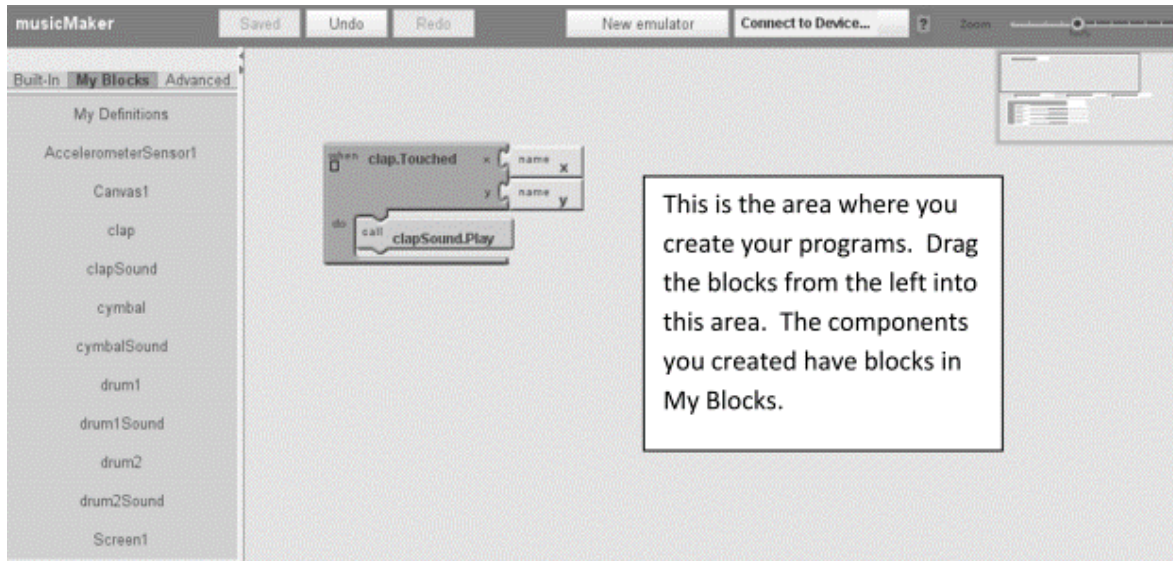 musicMaker Saved Undo Redo New emulator Connect to Device... ? Zoom
Built-In My Blocks Advanced
My Definitions
AccelerometerSensor1
Canvas1
clap
clapSound
cymbal
cymbalSound
drum1
drum1Sound
drum2
drum2Sound
Screen1
when clap.Touched x name x
y name y
do call clapSound.Play
This is the area where you
create your programs. Drag
the blocks from the left into
this area. The components
you created have blocks in
My Blocks.